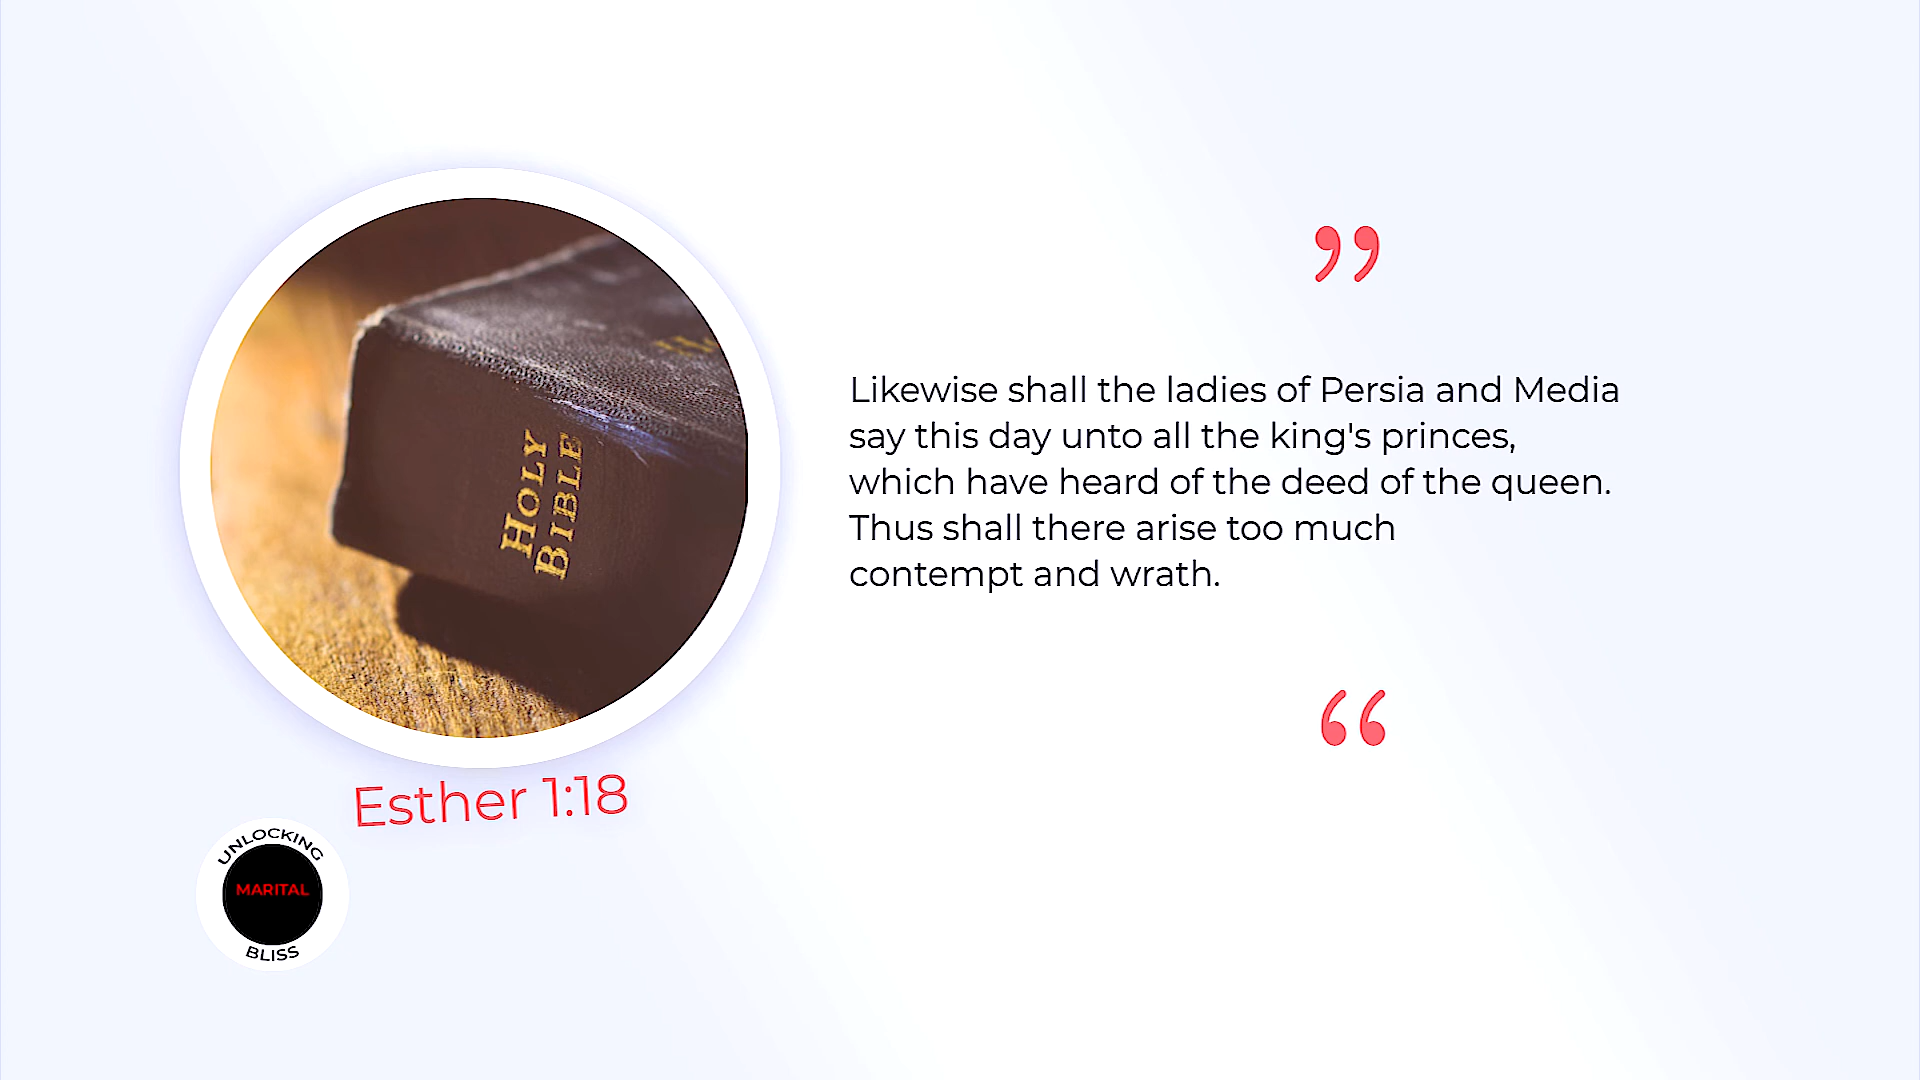 ”
Likewise shall the ladies of Persia and Media
say this day unto all the king's princes,
which have heard of the deed of the queen.
Thus shall there arise too much
contempt and wrath.
“
HOLY
BIBLE
Esther 1:18
UNLOCKING
MARITAL
BLISS